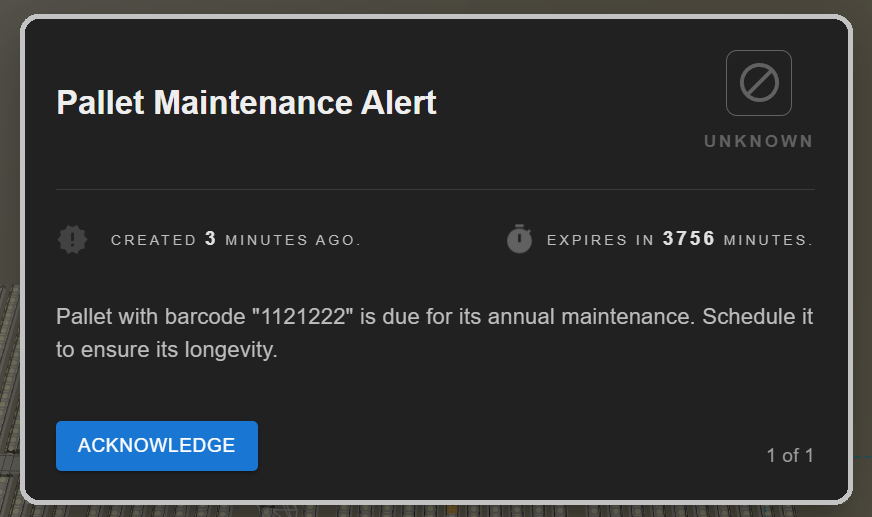 Pallet Maintenance Alert
UNKNOWN
CREATED 3 MINUTES AGO.
EXPIRES IN 3756 MINUTES.
Pallet with barcode "1121222" is due for its annual maintenance. Schedule it
to ensure its longevity.
ACKNOWLEDGE
1 of 1